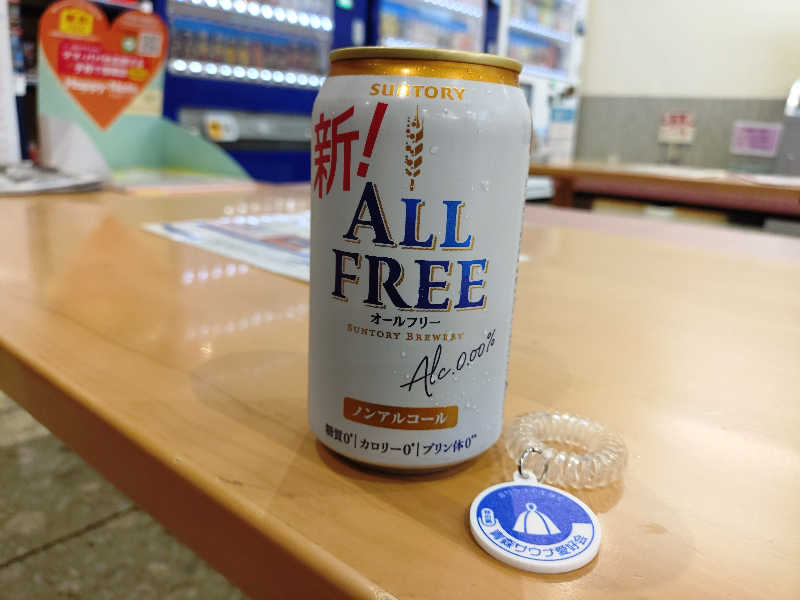 SUNTORY
新!
ALL
FREE
オールフリー
SUNTORY BREWERY
Alc.0.00%
ノンアルコール
糖質0*|カロリー0*|プリン体0**
青森サウナ愛好会